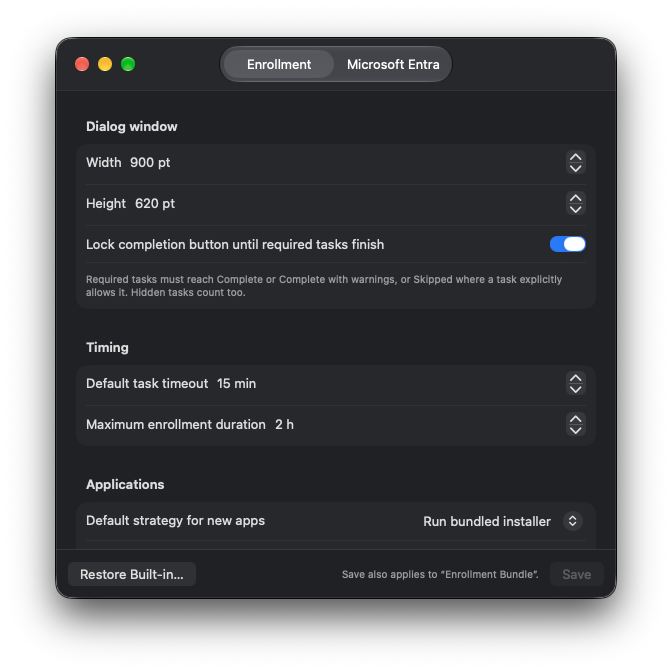 Enrollment Microsoft Entra
Dialog window
Width 900 pt
Height 620 pt
Lock completion button until required tasks finish
Required tasks must reach Complete or Complete with warnings, or Skipped where a task explicitly
allows it. Hidden tasks count too.
Timing
Default task timeout 15 min
Maximum enrollment duration 2 h
Applications
Default strategy for new apps Run bundled installer
Restore Built-in... Save also applies to “Enrollment Bundle”. Save